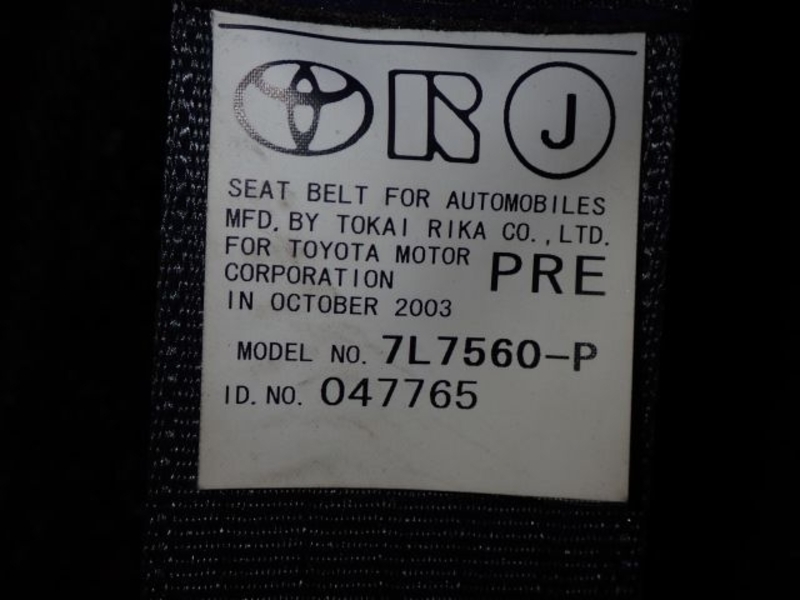 R J
SEAT BELT FOR AUTOMOBILES
MFD. BY TOKAI RIKA CO., LTD.
FOR TOYOTA MOTOR
CORPORATION
PRE
IN OCTOBER 2003
MODEL NO. 7L7560-P
ID. NO. 047765